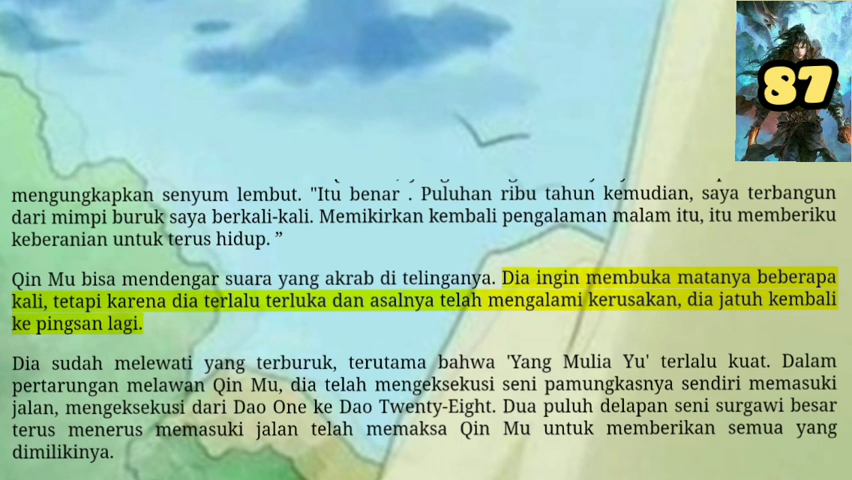 87
mengungkapkan senyum lembut. "Itu benar . Puluhan ribu tahun kemudian, saya terbangun
dari mimpi buruk saya berkali-kali. Memikirkan kembali pengalaman malam itu, itu memberiku
keberanian untuk terus hidup. ”
Qin Mu bisa mendengar suara yang akrab di telinganya. Dia ingin membuka matanya beberapa
kali, tetapi karena dia terlalu terluka dan asalnya telah mengalami kerusakan, dia jatuh kembali
ke pingsan lagi.
Dia sudah melewati yang terburuk, terutama bahwa 'Yang Mulia Yu' terlalu kuat. Dalam
pertarungan melawan Qin Mu, dia telah mengeksekusi seni pamungkasnya sendiri memasuki
jalan, mengeksekusi dari Dao One ke Dao Twenty-Eight. Dua puluh delapan seni surgawi besar
terus menerus memasuki jalan telah memaksa Qin Mu untuk memberikan semua yang
dimilikinya.